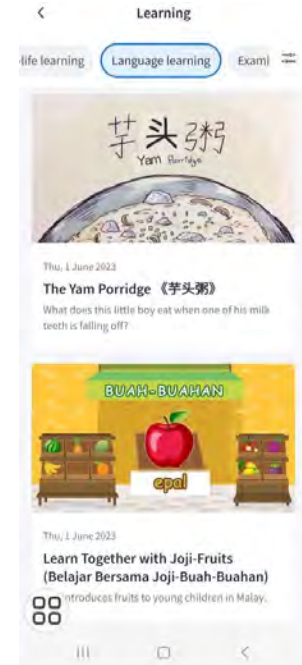 Learning
-life learning
Language learning
Exami
芋头粥
Yam Porridge
Thu, 1 June 2023
The Yam Porridge 《芋头粥》
What does this little boy eat when one of his milk
teeth is falling off?
BUAH-BUAHAN
epal
Thu, 1 June 2023
Learn Together with Joji-Fruits
(Belajar Bersama Joji-Buah-Buahan)
ntroduces fruits to young children in Malay.